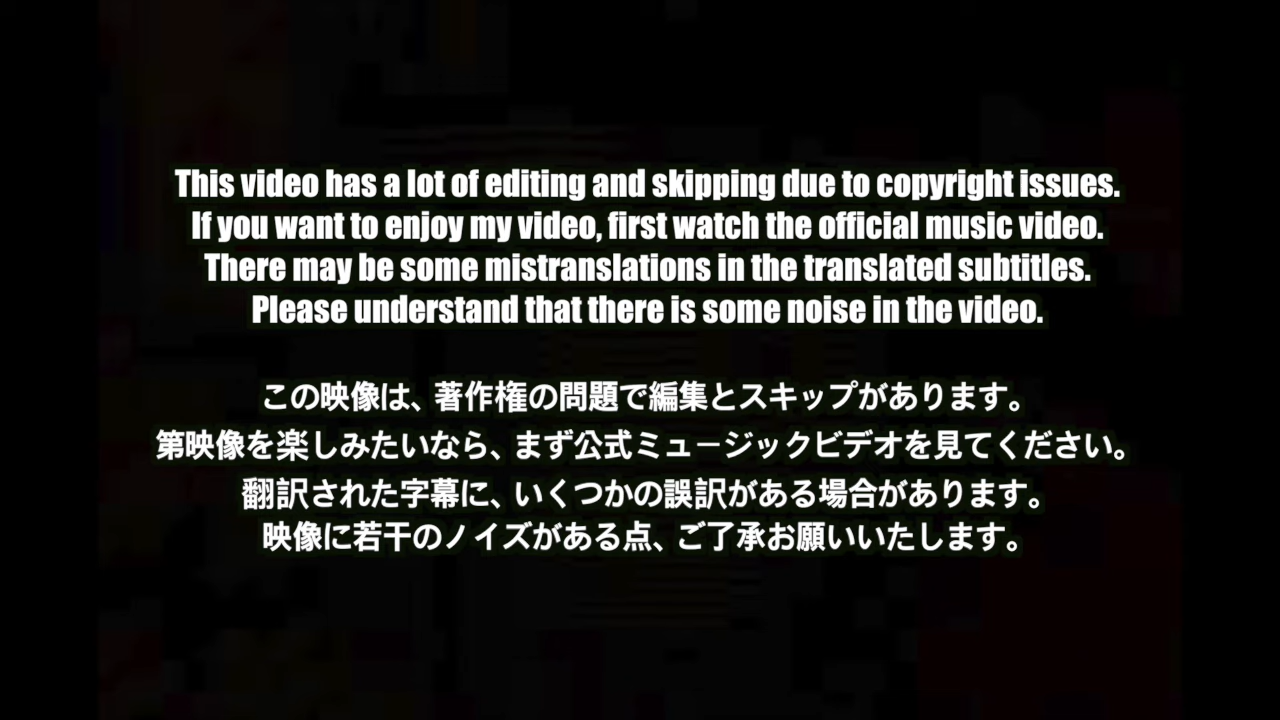 This video has a lot of editing and skipping due to copyright issues.
If you want to enjoy my video, first watch the official music video.
There may be some mistranslations in the translated subtitles.
Please understand that there is some noise in the video.
この映像は、著作権の問題で編集とスキップがあります。
第映像を楽しみたいなら、まず公式ミュージックビデオを見てください。
翻訳された字幕に、いくつかの誤訳がある場合があります。
映像に若干のノイズがある点、ご了承お願いいたします。